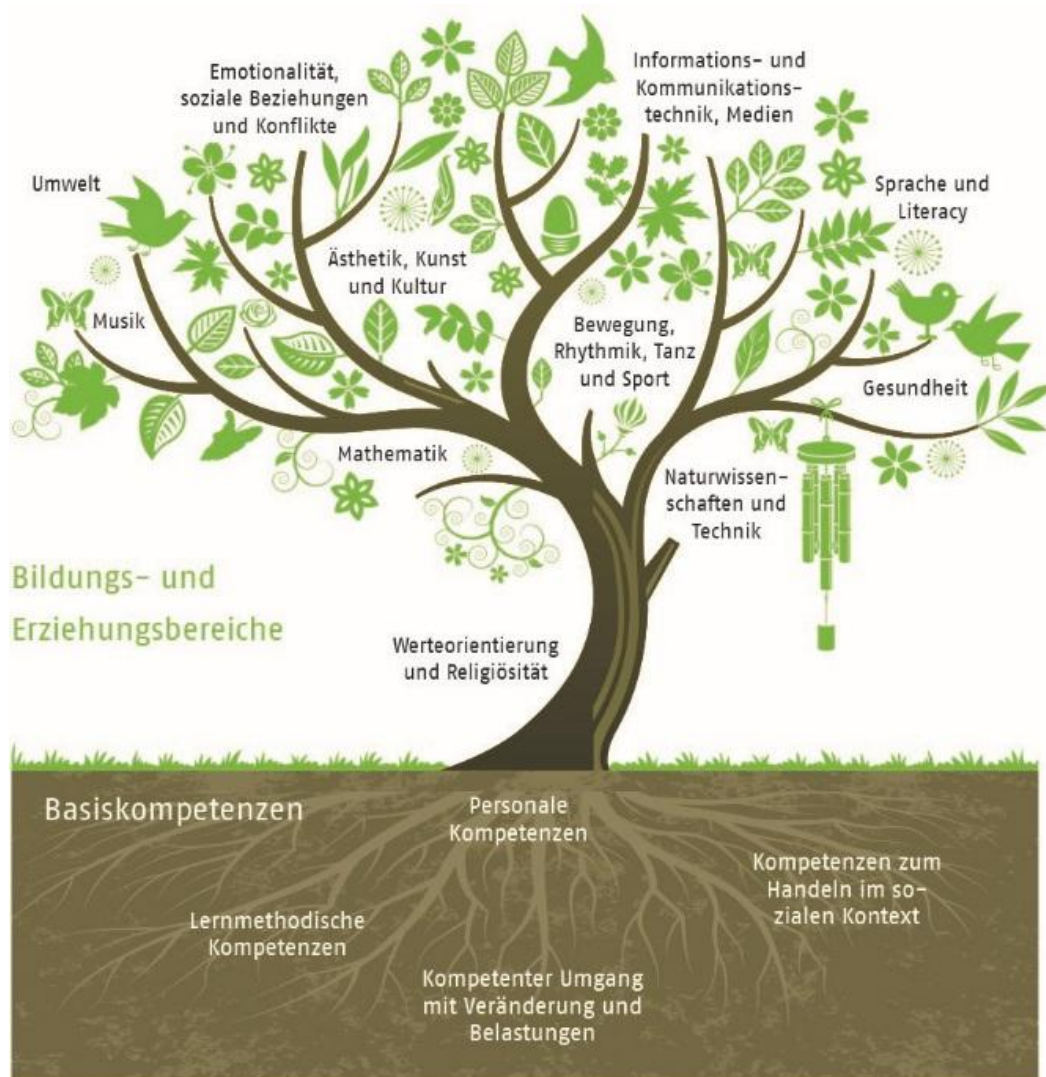 Emotionalität,
soziale Beziehungen
und Konflikte
Informations- und
Kommunikations-
technik, Medien
Umwelt
Sprache und
Literacy
Ästhetik, Kunst
und Kultur
Musik
Bewegung,
Rhythmik, Tanz
und Sport
Gesundheit
Mathematik
Naturwissen-
schaften und
Technik
Bildungs- und
Erziehungsbereiche
Werteorientierung
und Religiösität
Basiskompetenzen
Personale
Kompetenzen
Kompetenzen zum
Handeln im so-
zialen Kontext
Lernmethodische
Kompetenzen
Kompetenter Umgang
mit Veränderung und
Belastungen